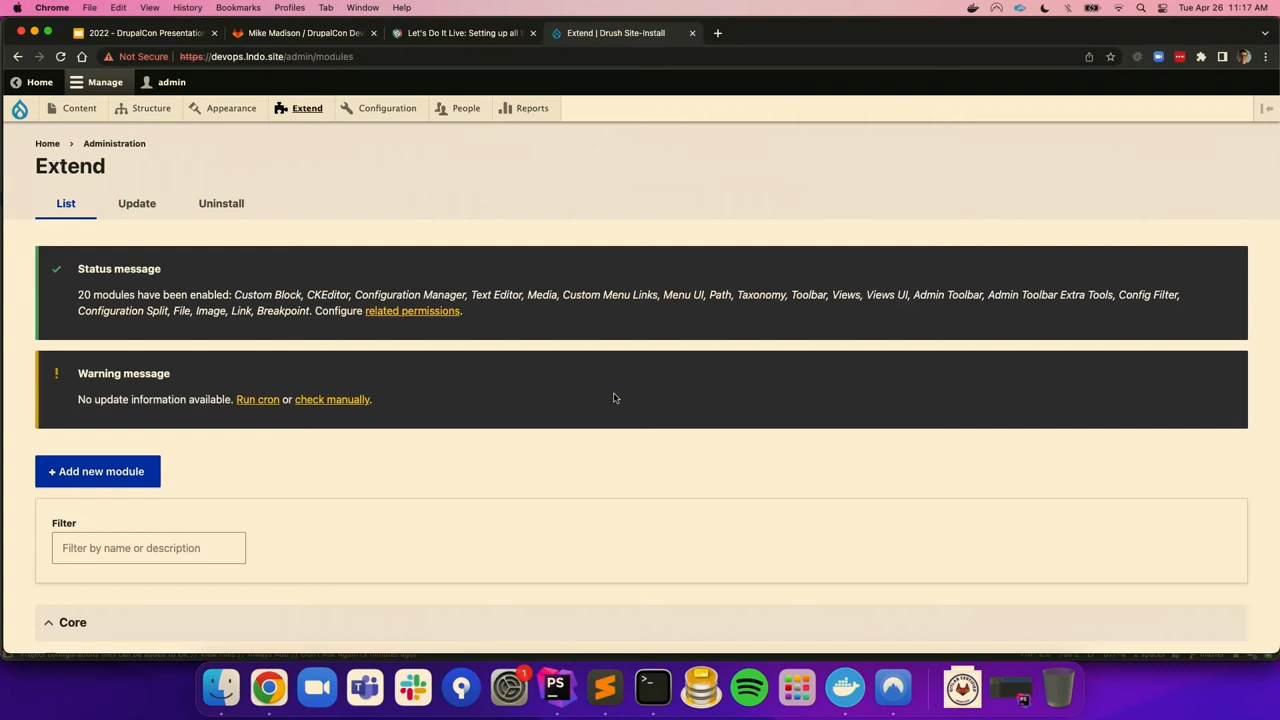 Chrome File Edit View History Bookmarks Profiles Tab Window Help Tue Apr 26 11:17 AM
2022 - DrupalCon Presentation Mike Madison / DrupalCon Dev Let's Do It Live: Setting up all Extend | Drush Site-Install
Not Secure https://devops.lndo.site/admin/modules
Home Manage admin
Content Structure Appearance Extend Configuration People Reports
Home › Administration
Extend
List Update Uninstall
Status message
20 modules have been enabled: Custom Block, CKEditor, Configuration Manager, Text Editor, Media, Custom Menu Links, Menu UI, Path, Taxonomy, Toolbar, Views, Views UI, Admin Toolbar, Admin Toolbar Extra Tools, Config Filter,
Configuration Split, File, Image, Link, Breakpoint. Configure related permissions.
! Warning message
No update information available. Run cron or check manually.
+ Add new module
Filter
Filter by name or description
Core
1
PS